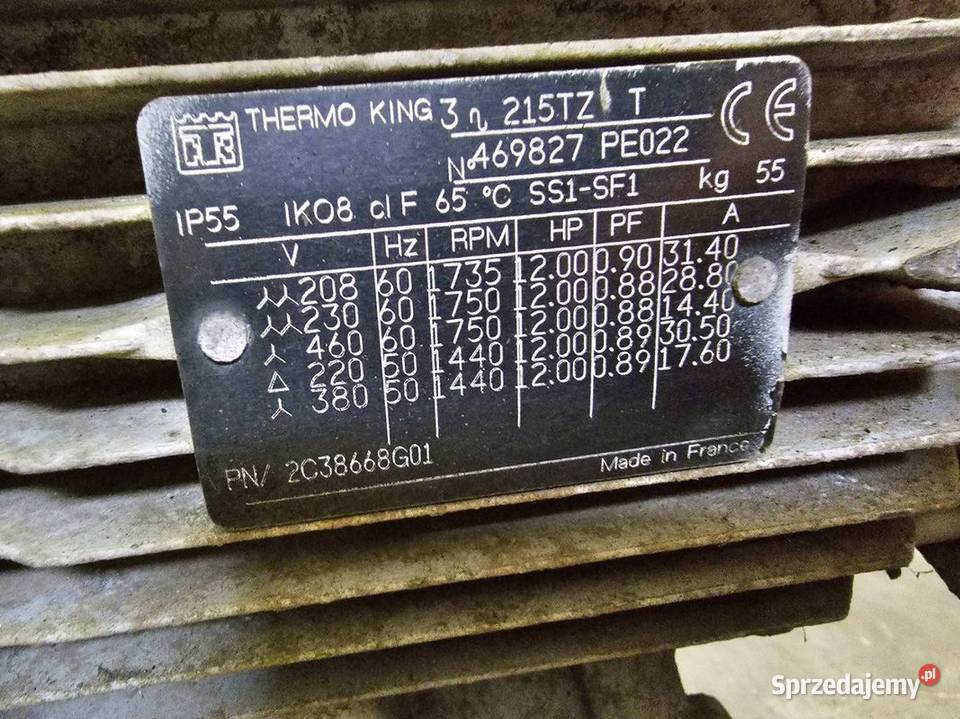 THERMO KING 3 ∿ 215TZ T CE
TK
N° 469827 PE022
IP55 IK08 cl F 65 °C SS1-SF1 kg 55
V Hz RPM HP PF A
⅄⅄ 208 60 1735 12.00 0.90 31.40
⅄⅄ 230 60 1750 12.00 0.88 28.80
⅄ 460 60 1750 12.00 0.88 14.40
△ 220 50 1440 12.00 0.89 30.50
⅄ 380 50 1440 12.00 0.89 17.60
PN/ 2C38668G01
Made in France
Sprzedajemy.pl